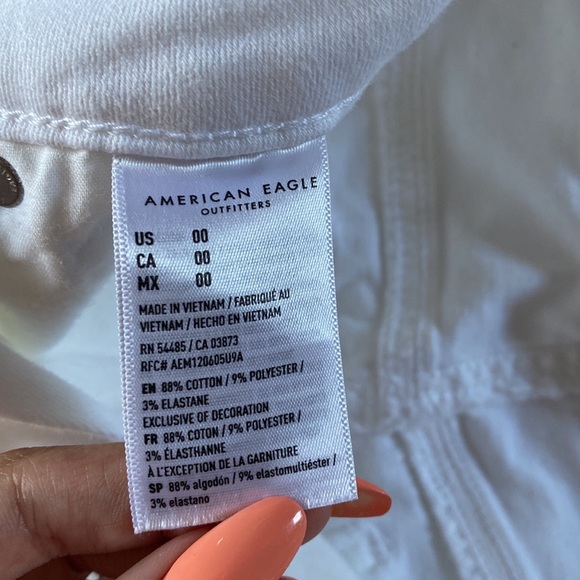 AMERICAN EAGLE
OUTFITTERS
US 00
CA 00
MX 00
MADE IN VIETNAM / FABRIQUÉ AU
VIETNAM / HECHO EN VIETNAM
RN 54485 / CA 03873
RFC# AEM120605U9A
EN 88% COTTON / 9% POLYESTER /
3% ELASTANE
EXCLUSIVE OF DECORATION
FR 88% COTON / 9% POLYESTER /
3% ÉLASTHANNE
À L'EXCEPTION DE LA GARNITURE
SP 88% algodón / 9% elastomultiéster /
3% elastano